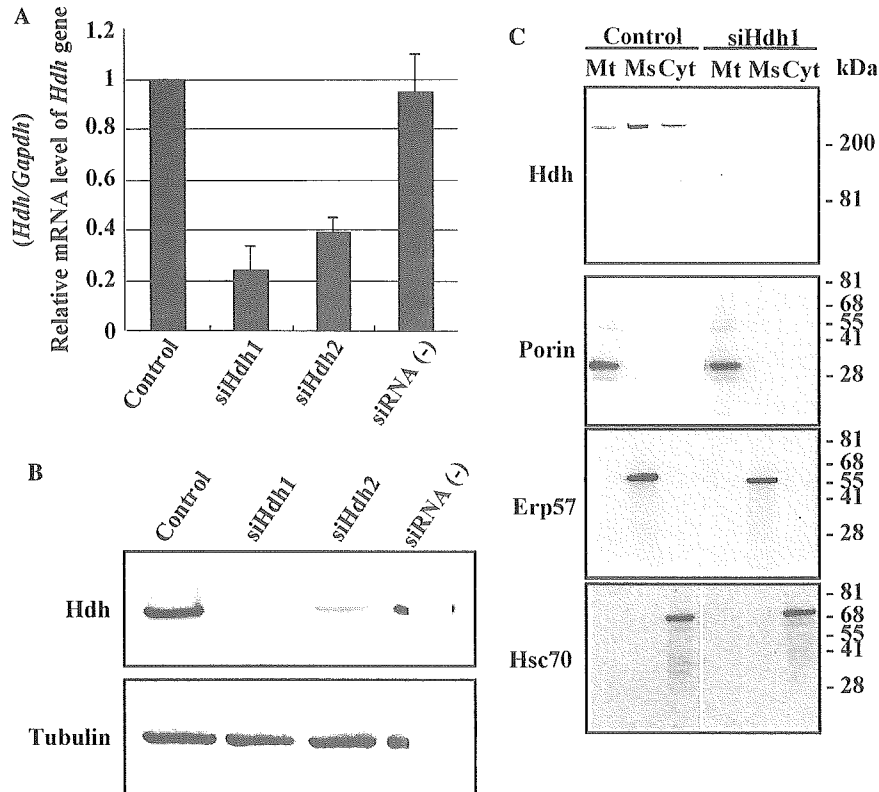 A
(Hdh/Gapdh)
Relative mRNA level of Hdh gene
1.2
1
0.8
0.6
0.4
0.2
0
Control
siHdh1
siHdh2
siRNA (-)
B
Control
siHdh1
siHdh2
siRNA (-)
Hdh
Tubulin
C
Control siHdh1
Mt Ms Cyt Mt Ms Cyt kDa
Hdh
- 200
- 81
Porin
- 81
- 68
- 55
- 41
- 28
Erp57
- 81
- 68
- 55
- 41
- 28
Hsc70
- 81
- 68
- 55
- 41
- 28